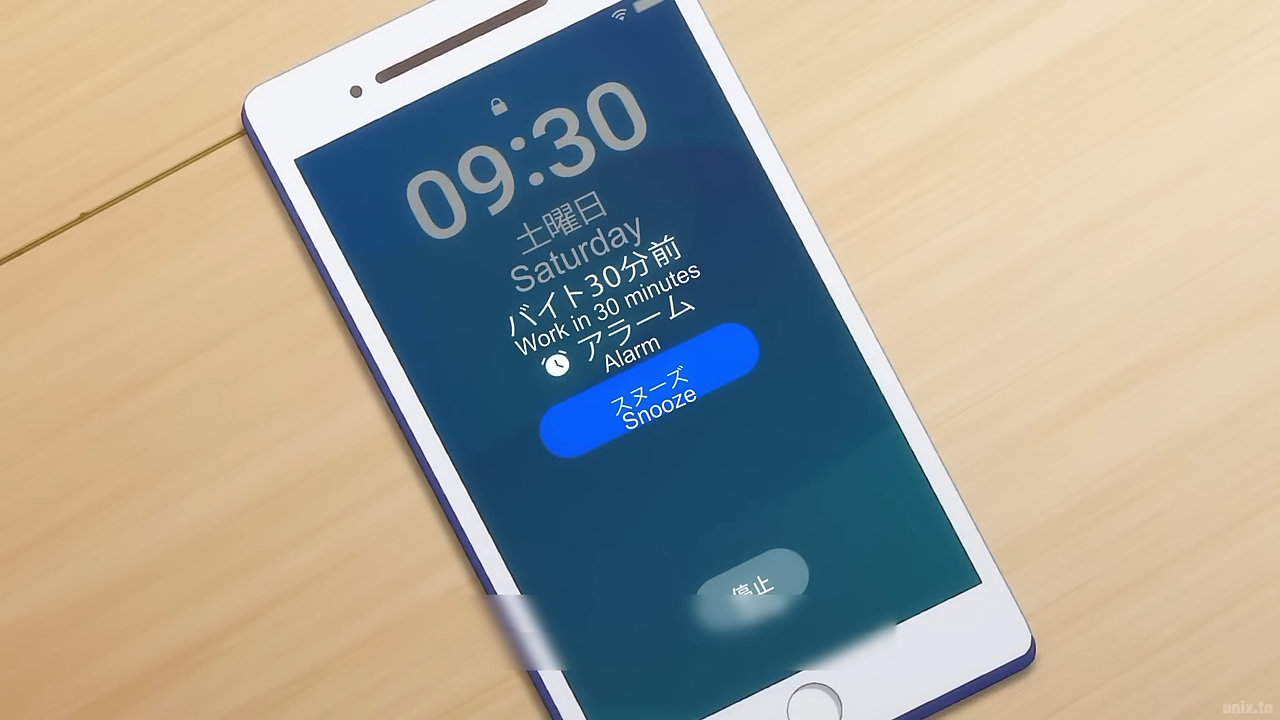 09:30
土曜日
Saturday
バイト30分前
Work in 30 minutes
アラーム
Alarm
スヌーズ
Snooze
停止
onix.to